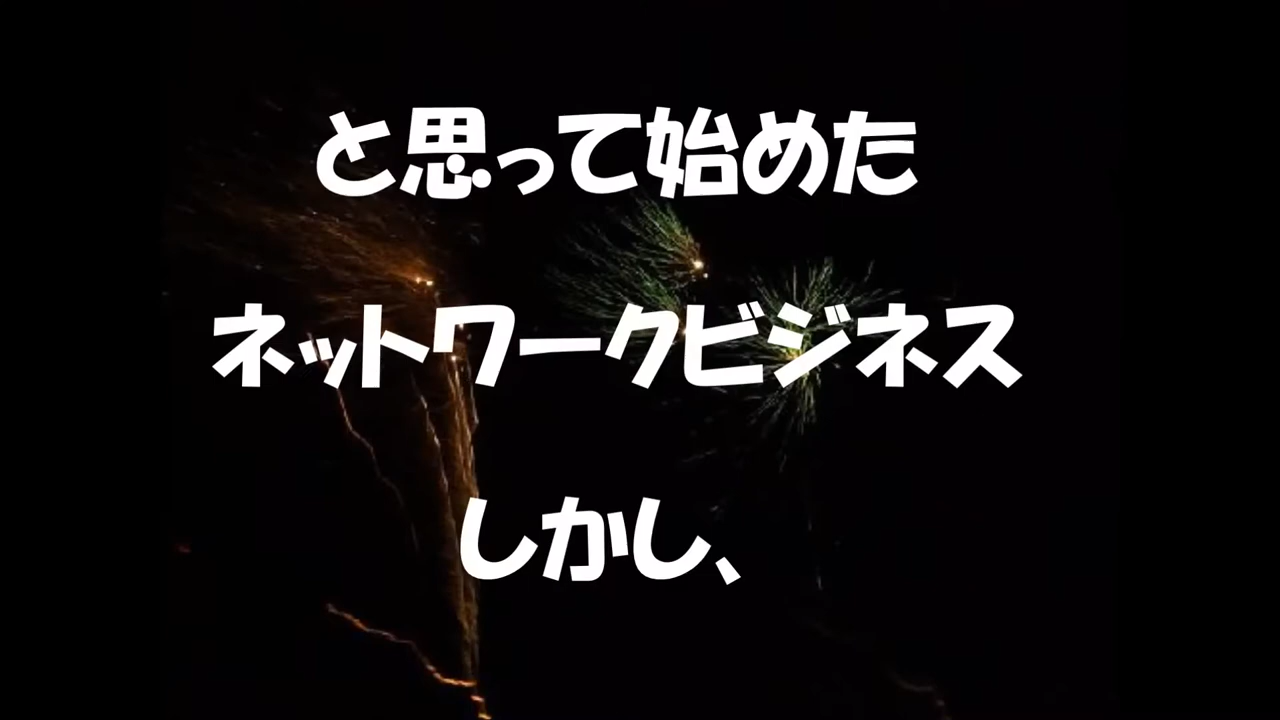 と思って始めた
ネットワークビジネス
しかし、